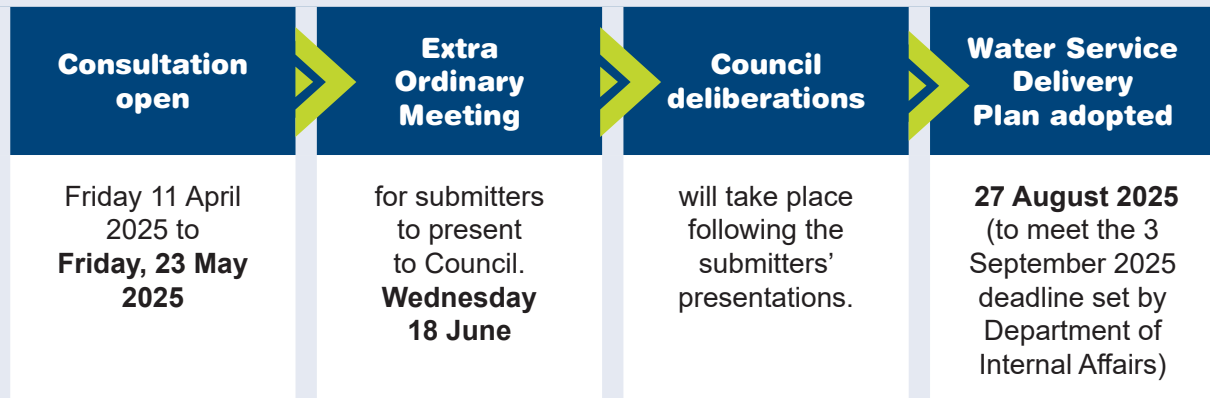 Consultation
open
Friday 11 April
2025 to
Friday, 23 May
2025
Extra
Ordinary
Meeting
for submitters
to present
to Council.
Wednesday
18 June
Council
deliberations
will take place
following the
submitters’
presentations.
Water Service
Delivery
Plan adopted
27 August 2025
(to meet the 3
September 2025
deadline set by
Department of
Internal Affairs)